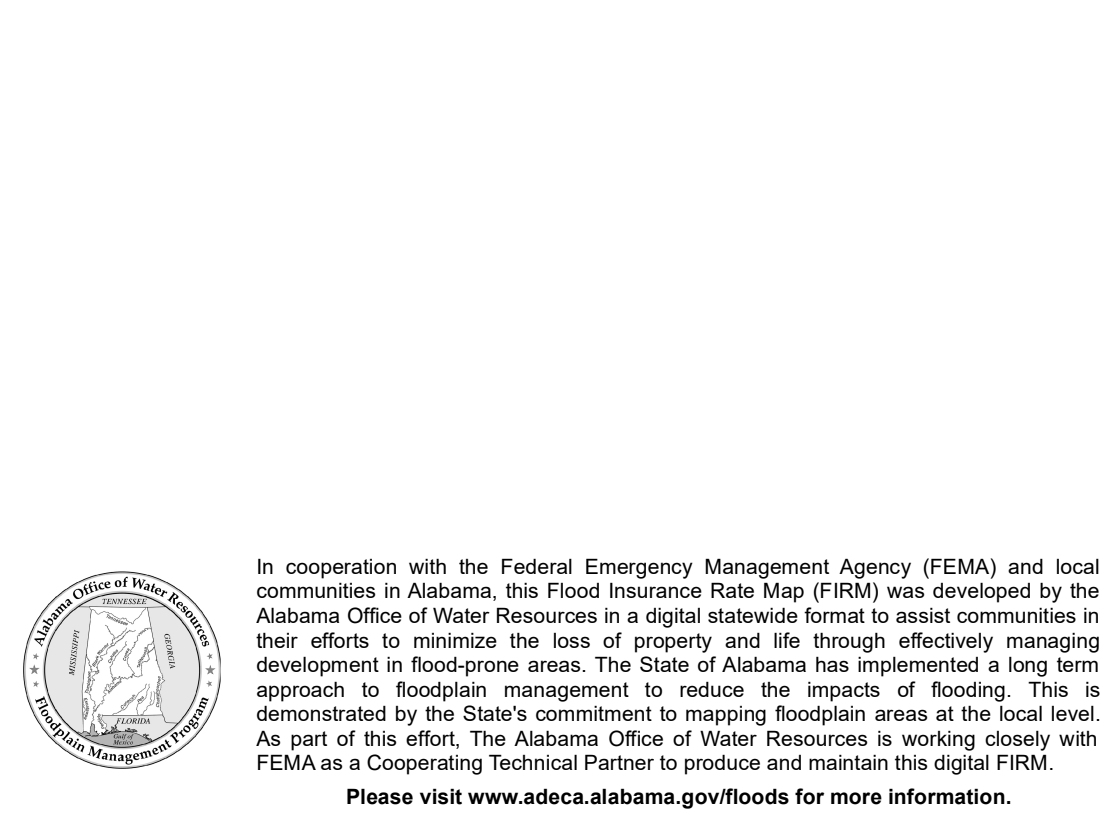 Alabama Office of Water Resources
TENNESSEE
MISSISSIPPI
GEORGIA
FLORIDA
Gulf of
Mexico
Floodplain Management Program
In cooperation with the Federal Emergency Management Agency (FEMA) and local
communities in Alabama, this Flood Insurance Rate Map (FIRM) was developed by the
Alabama Office of Water Resources in a digital statewide format to assist communities in
their efforts to minimize the loss of property and life through effectively managing
development in flood-prone areas. The State of Alabama has implemented a long term
approach to floodplain management to reduce the impacts of flooding. This is
demonstrated by the State's commitment to mapping floodplain areas at the local level.
As part of this effort, The Alabama Office of Water Resources is working closely with
FEMA as a Cooperating Technical Partner to produce and maintain this digital FIRM.
Please visit www.adeca.alabama.gov/floods for more information.